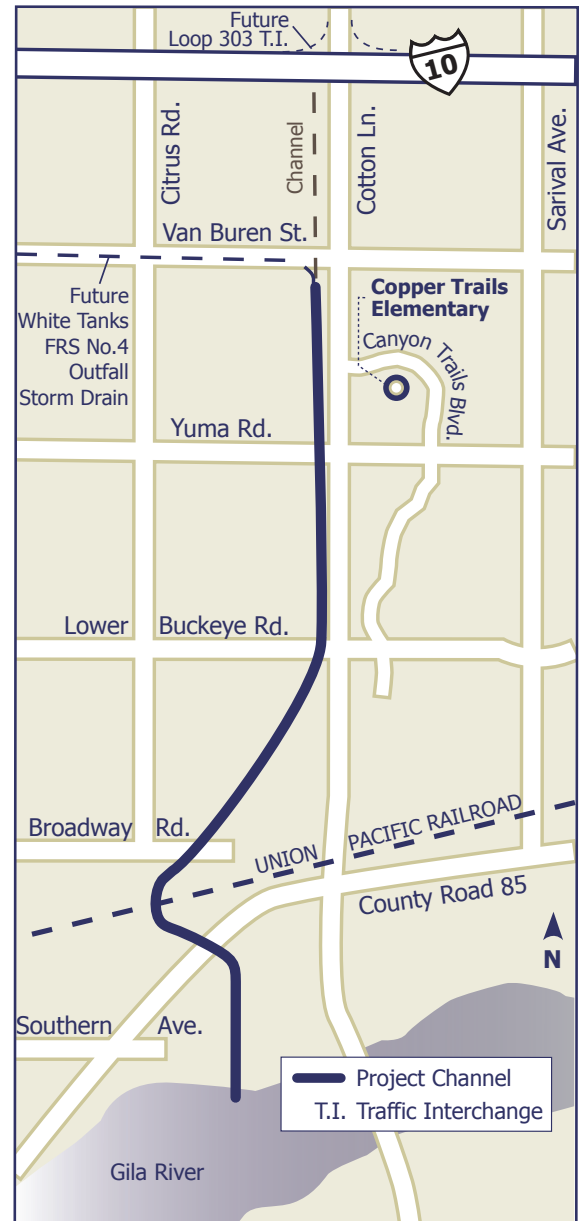 Future
Loop 303 T.I.
10
Citrus Rd.
Channel
Cotton Ln.
Sarival Ave.
Van Buren St.
Future
White Tanks
FRS No.4
Outfall
Storm Drain
Copper Trails
Elementary
Canyon Trails Blvd.
Yuma Rd.
Lower Buckeye Rd.
Broadway Rd.
UNION PACIFIC RAILROAD
County Road 85
N
Southern Ave.
Project Channel
T.I. Traffic Interchange
Gila River